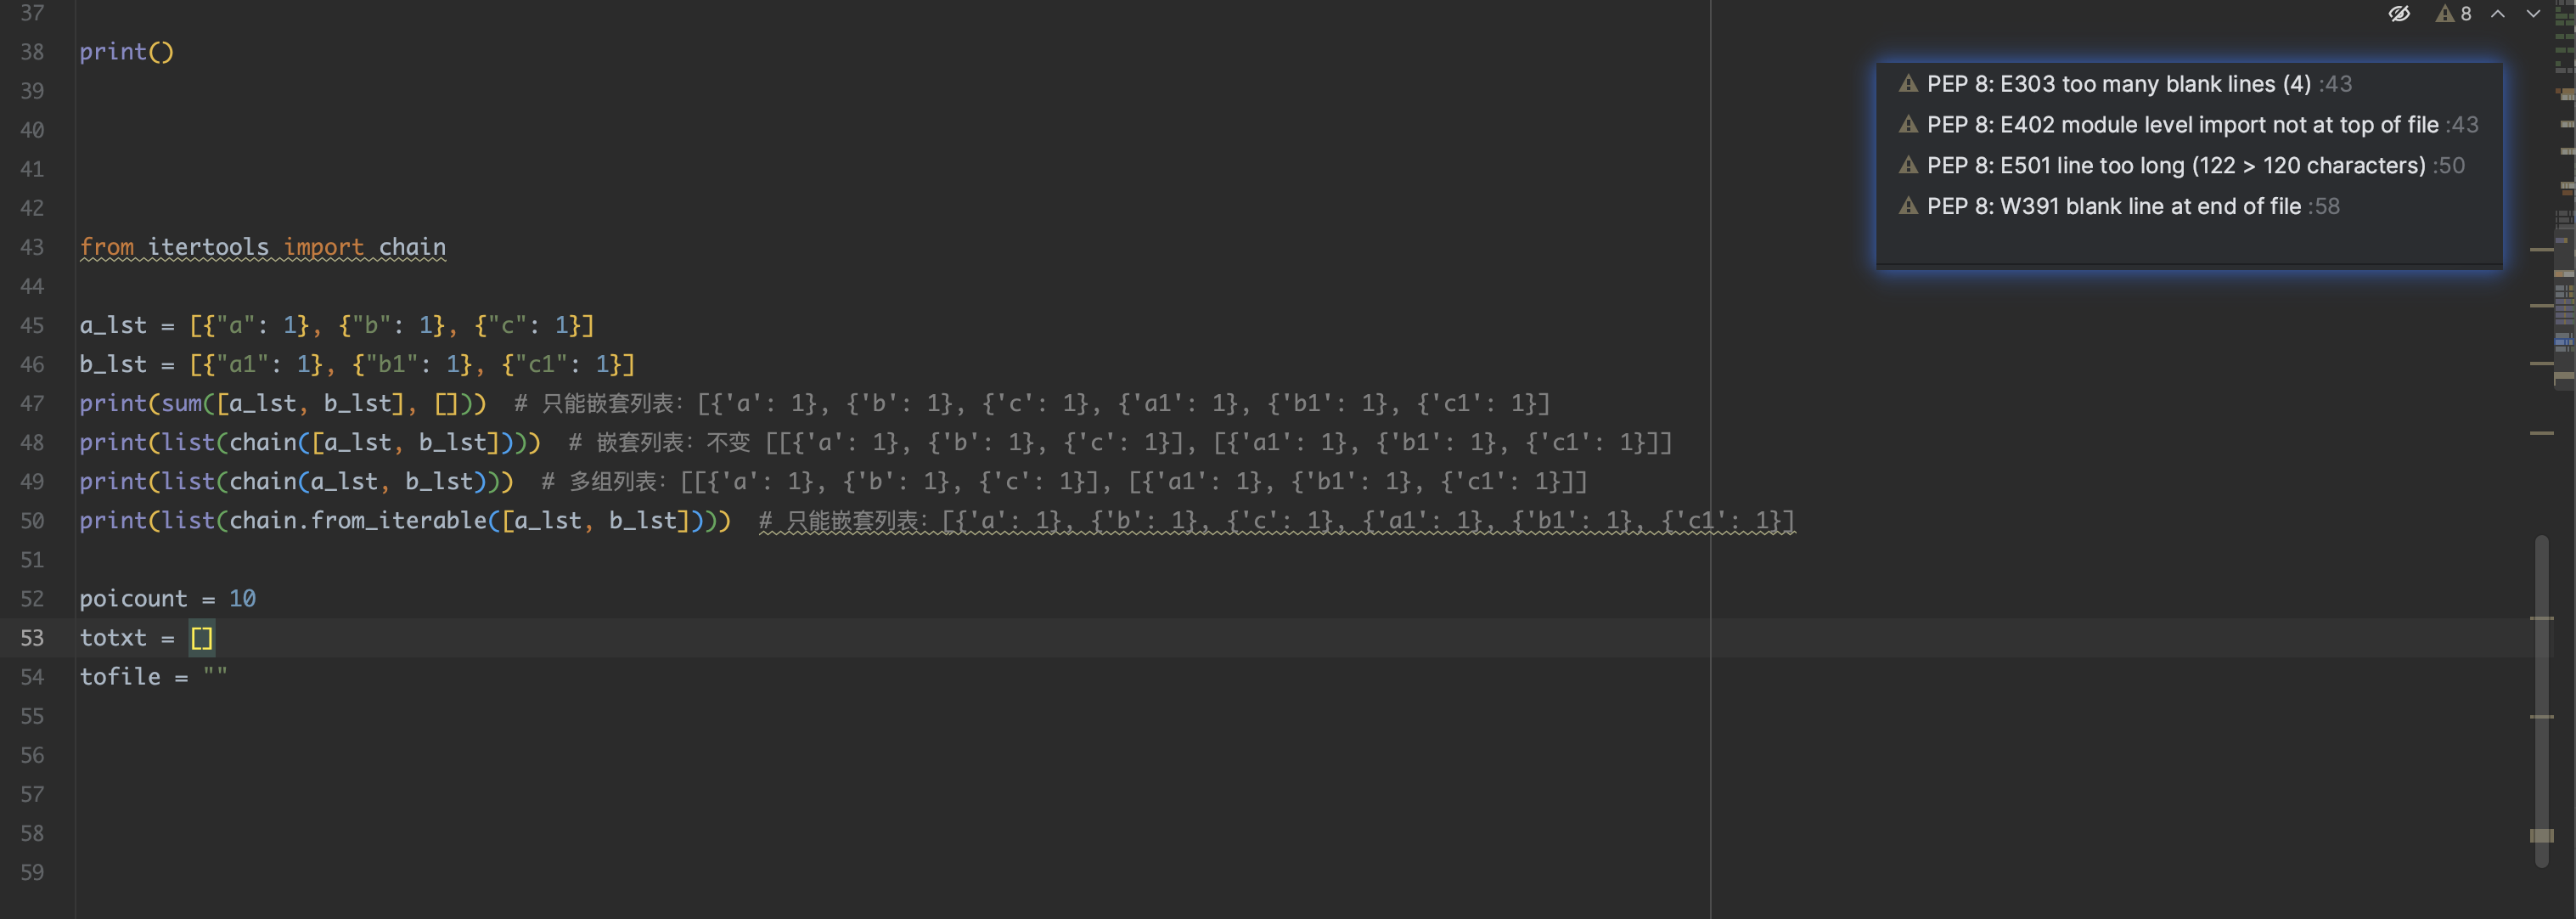 37
38 print()
39
40
41
42
43 from itertools import chain
44
45 a_lst = [{"a": 1}, {"b": 1}, {"c": 1}]
46 b_lst = [{"a1": 1}, {"b1": 1}, {"c1": 1}]
47 print(sum([a_lst, b_lst], []))  # 只能嵌套列表：[{'a': 1}, {'b': 1}, {'c': 1}, {'a1': 1}, {'b1': 1}, {'c1': 1}]
48 print(list(chain([a_lst, b_lst])))  # 嵌套列表：不变 [[{'a': 1}, {'b': 1}, {'c': 1}], [{'a1': 1}, {'b1': 1}, {'c1': 1}]]
49 print(list(chain(a_lst, b_lst)))  # 多组列表：[[{'a': 1}, {'b': 1}, {'c': 1}], [{'a1': 1}, {'b1': 1}, {'c1': 1}]]
50 print(list(chain.from_iterable([a_lst, b_lst])))  # 只能嵌套列表：[{'a': 1}, {'b': 1}, {'c': 1}, {'a1': 1}, {'b1': 1}, {'c1': 1}]
51
52 poicount = 10
53 totxt = []
54 tofile = ""
55
56
57
58
59
8
PEP 8: E303 too many blank lines (4) :43
PEP 8: E402 module level import not at top of file :43
PEP 8: E501 line too long (122 > 120 characters) :50
PEP 8: W391 blank line at end of file :58